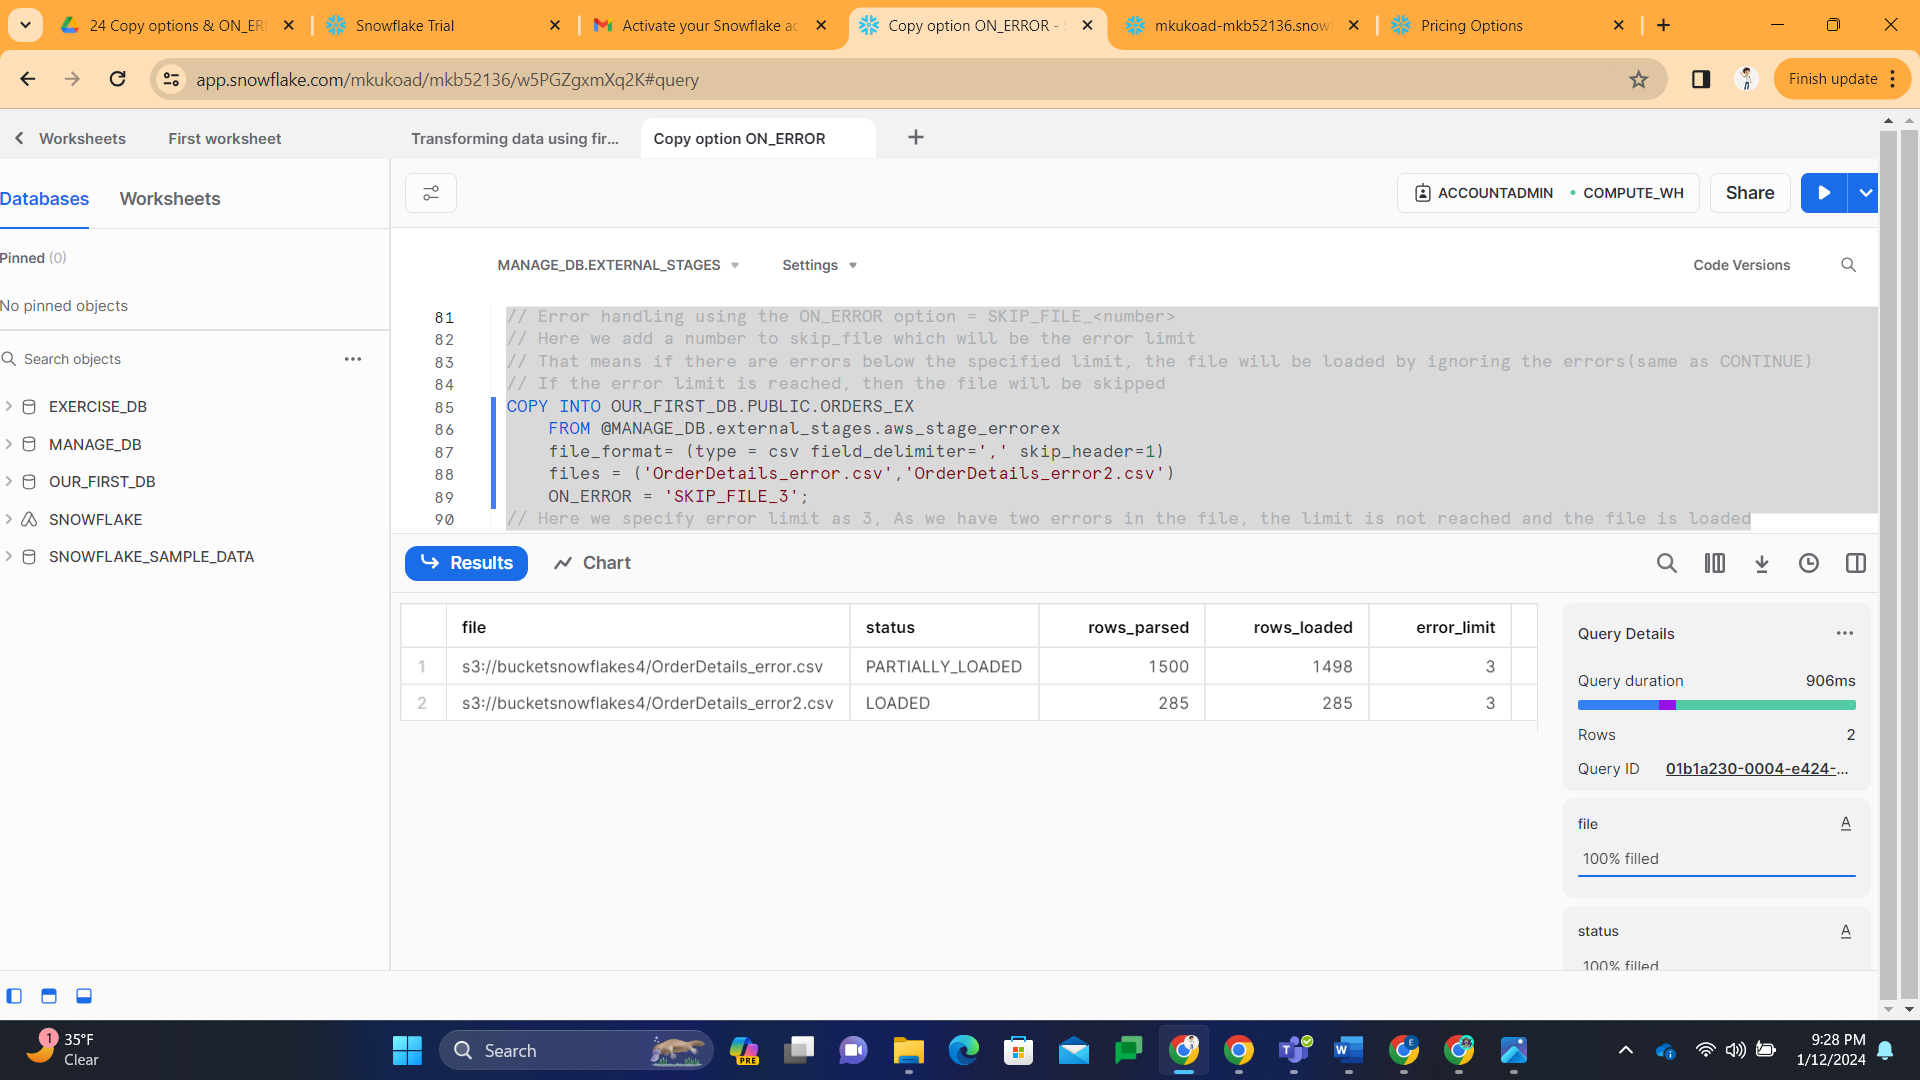 24 Copy options & ON_ER
Snowflake Trial
Activate your Snowflake ac
Copy option ON_ERROR - S
mkukoad-mkb52136.snow
Pricing Options
app.snowflake.com/mkukoad/mkb52136/w5PGZgxmXq2K#query
Finish update
Worksheets
First worksheet
Transforming data using fir...
Copy option ON_ERROR
Databases
Worksheets
ACCOUNTADMIN
COMPUTE_WH
Share
Pinned (0)
No pinned objects
MANAGE_DB.EXTERNAL_STAGES
Settings
Code Versions
Search objects
EXERCISE_DB
MANAGE_DB
OUR_FIRST_DB
SNOWFLAKE
SNOWFLAKE_SAMPLE_DATA
81 // Error handling using the ON_ERROR option = SKIP_FILE_<number>
82 // Here we add a number to skip_file which will be the error limit
83 // That means if there are errors below the specified limit, the file will be loaded by ignoring the errors(same as CONTINUE)
84 // If the error limit is reached, then the file will be skipped
85 COPY INTO OUR_FIRST_DB.PUBLIC.ORDERS_EX
86 FROM @MANAGE_DB.external_stages.aws_stage_errorex
87 file_format= (type = csv field_delimiter=',' skip_header=1)
88 files = ('OrderDetails_error.csv','OrderDetails_error2.csv')
89 ON_ERROR = 'SKIP_FILE_3';
90 // Here we specify error limit as 3, As we have two errors in the file, the limit is not reached and the file is loaded
Results
Chart
file status rows_parsed rows_loaded error_limit
1 s3://bucketsnowflakes4/OrderDetails_error.csv PARTIALLY_LOADED 1500 1498 3
2 s3://bucketsnowflakes4/OrderDetails_error2.csv LOADED 285 285 3
Query Details
Query duration 906ms
Rows 2
Query ID 01b1a230-0004-e424-...
file A
100% filled
status A
100% filled
1
35°F
Clear
Search
PRE
E
W
9:28 PM
1/12/2024